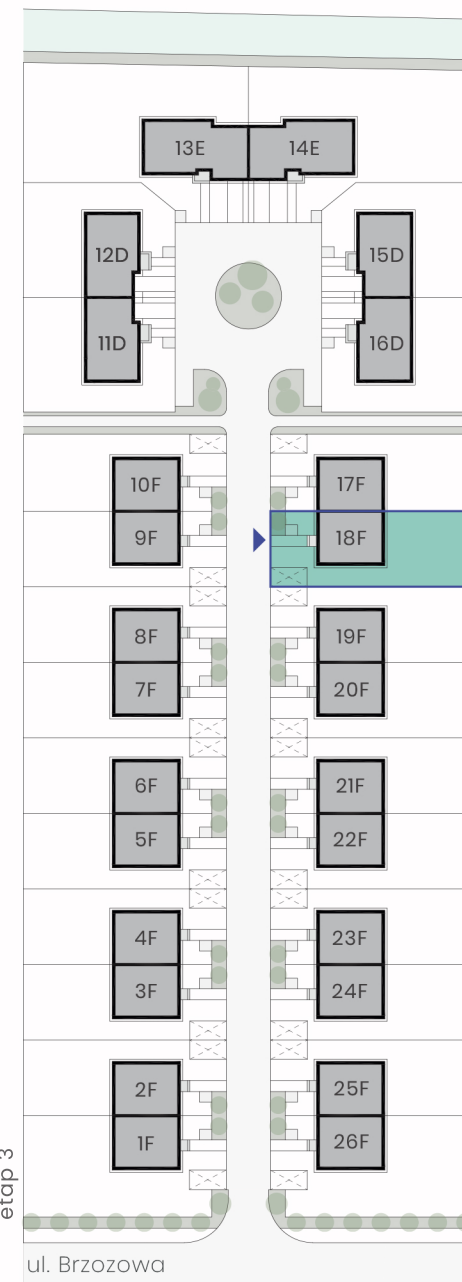 13E 14E
12D 15D
11D 16D
10F 17F
9F 18F
8F 19F
7F 20F
6F 21F
5F 22F
4F 23F
3F 24F
2F 25F
1F 26F
etap 3
ul. Brzozowa